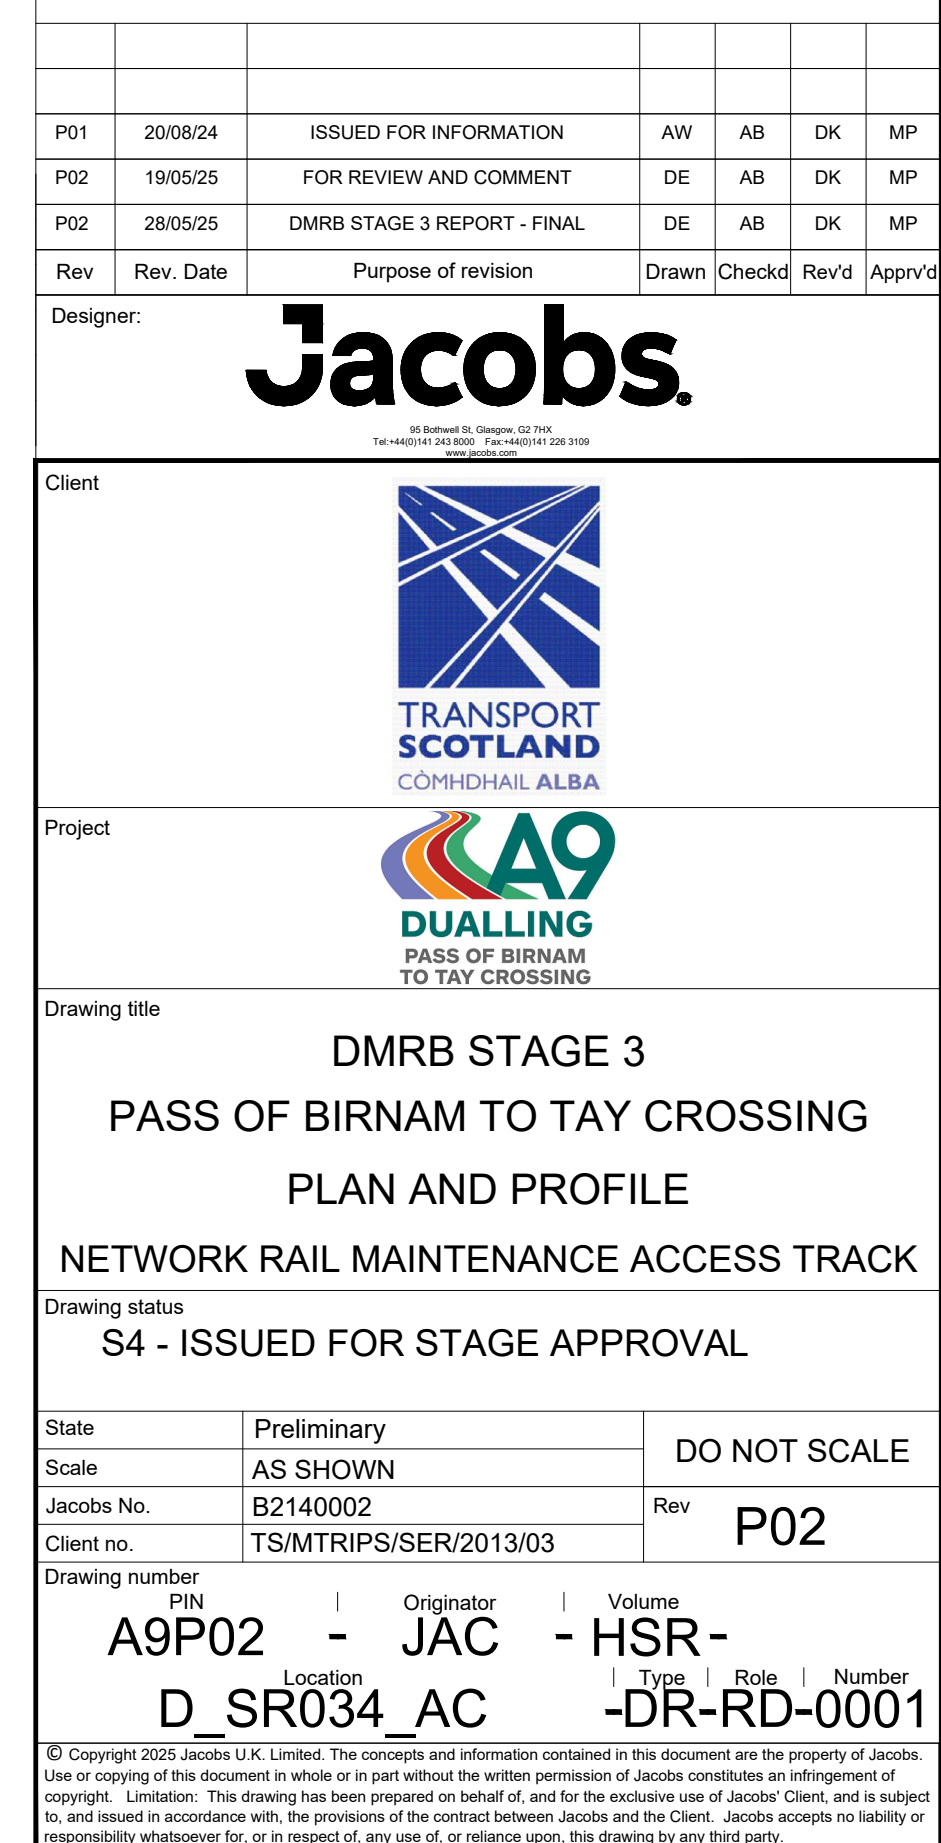 P01 20/08/24 ISSUED FOR INFORMATION AW AB DK MP
P02 19/05/25 FOR REVIEW AND COMMENT DE AB DK MP
P02 28/05/25 DMRB STAGE 3 REPORT - FINAL DE AB DK MP
Rev Rev. Date Purpose of revision Drawn Checkd Rev'd Apprv'd
Designer:
Jacobs.®
95 Bothwell St, Glasgow, G2 7HX
Tel:+44(0)141 243 8000 Fax:+44(0)141 226 3109
www.jacobs.com
Client
TRANSPORT
SCOTLAND
CÒMHDHAIL ALBA
Project
A9
DUALLING
PASS OF BIRNAM
TO TAY CROSSING
Drawing title
DMRB STAGE 3
PASS OF BIRNAM TO TAY CROSSING
PLAN AND PROFILE
NETWORK RAIL MAINTENANCE ACCESS TRACK
Drawing status
S4 - ISSUED FOR STAGE APPROVAL
State Preliminary
DO NOT SCALE
Scale AS SHOWN
Jacobs No. B2140002
Rev P02
Client no. TS/MTRIPS/SER/2013/03
Drawing number
PIN | Originator | Volume
A9P02 - JAC - HSR -
Location | Type | Role | Number
D_SR034_AC -DR-RD-0001
© Copyright 2025 Jacobs U.K. Limited. The concepts and information contained in this document are the property of Jacobs.
Use or copying of this document in whole or in part without the written permission of Jacobs constitutes an infringement of
copyright. Limitation: This drawing has been prepared on behalf of, and for the exclusive use of Jacobs' Client, and is subject
to, and issued in accordance with, the provisions of the contract between Jacobs and the Client. Jacobs accepts no liability or
responsibility whatsoever for, or in respect of, any use of, or reliance upon, this drawing by any third party.